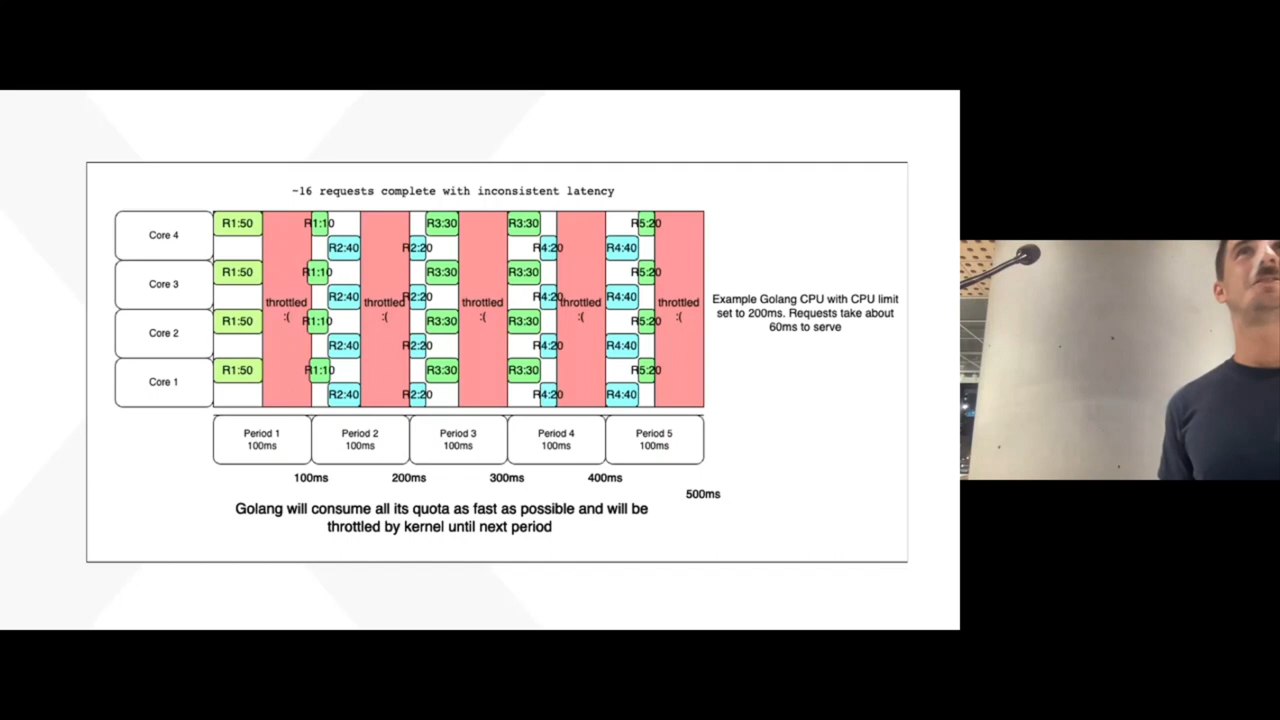 ~16 requests complete with inconsistent latency
Core 4
Core 3
Core 2
Core 1
R1:50
R1:50
R1:50
R1:50
throttled
:(
R1:10
R1:10
R1:10
R1:10
R2:40
R2:40
R2:40
R2:40
throttled
:(
R2:20
R2:20
R2:20
R2:20
R3:30
R3:30
R3:30
R3:30
throttled
:(
R3:30
R3:30
R3:30
R3:30
R4:20
R4:20
R4:20
R4:20
throttled
:(
R4:40
R4:40
R4:40
R4:40
R5:20
R5:20
R5:20
R5:20
throttled
:(
Example Golang CPU with CPU limit
set to 200ms. Requests take about
60ms to serve
Period 1
100ms
Period 2
100ms
Period 3
100ms
Period 4
100ms
Period 5
100ms
100ms
200ms
300ms
400ms
500ms
Golang will consume all its quota as fast as possible and will be
throttled by kernel until next period